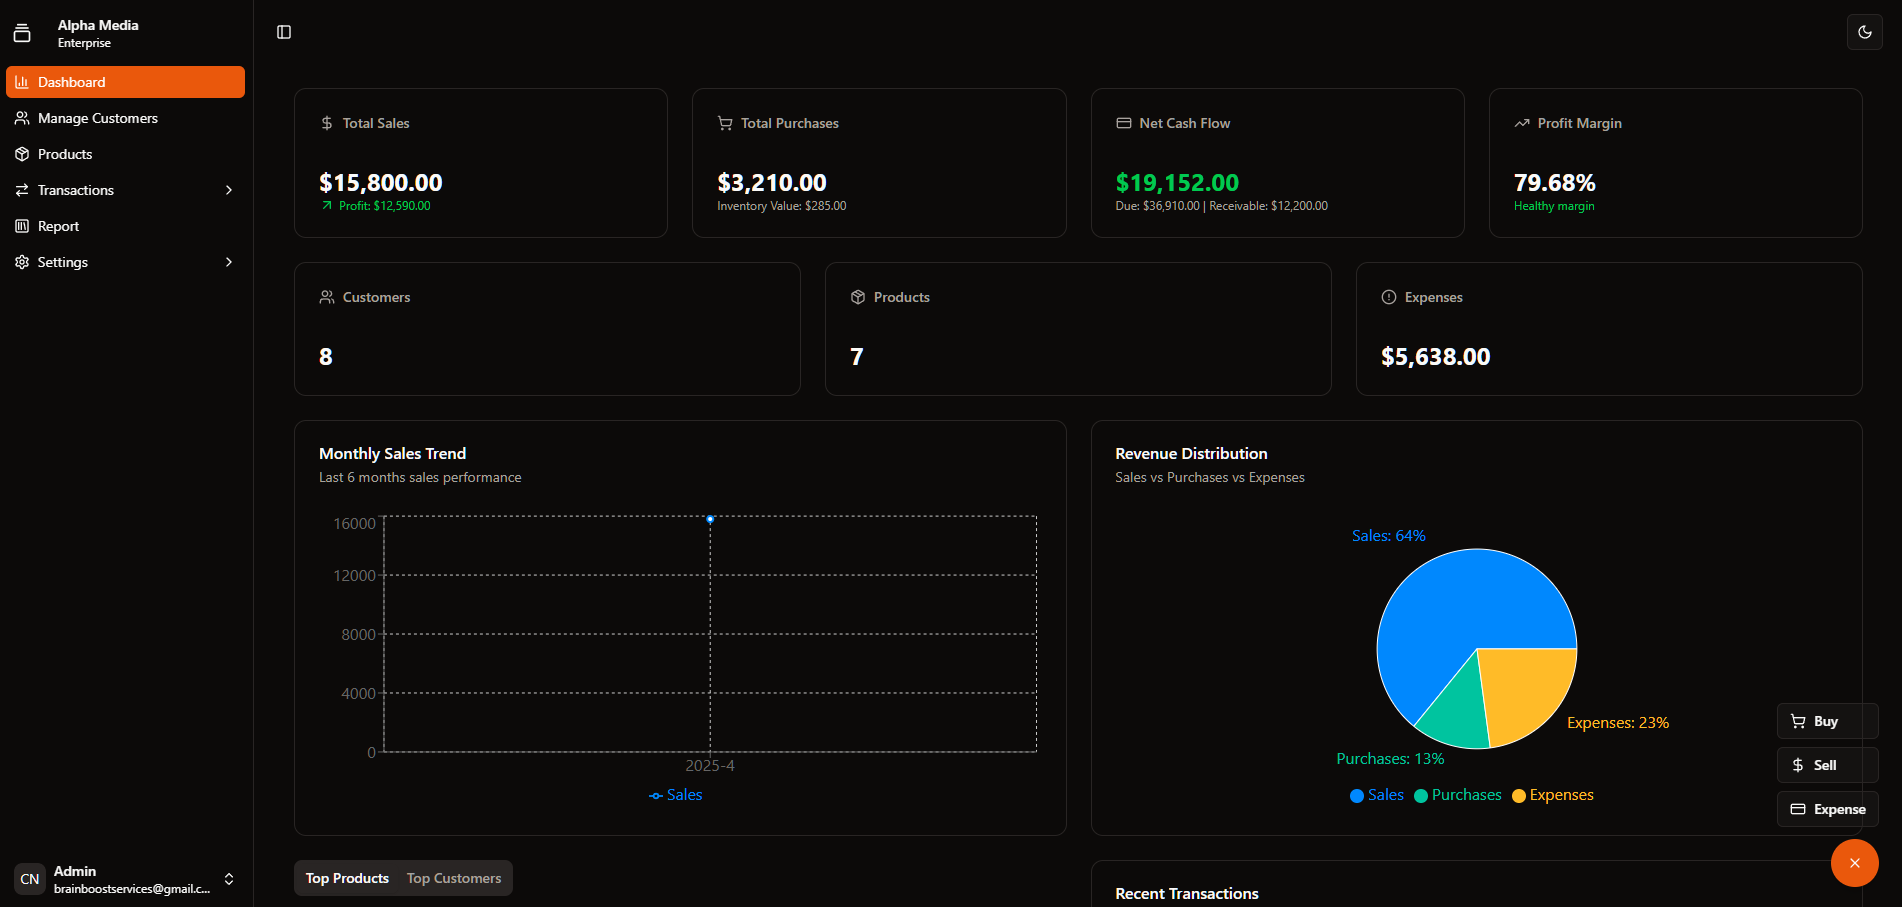 Alpha Media
Enterprise
Dashboard
Manage Customers
Products
Transactions
Report
Settings
Total Sales
$15,800.00
Profit: $12,590.00
Total Purchases
$3,210.00
Inventory Value: $285.00
Net Cash Flow
$19,152.00
Due: $36,910.00 | Receivable: $12,200.00
Profit Margin
79.68%
Healthy margin
Customers
8
Products
7
Expenses
$5,638.00
Monthly Sales Trend
Last 6 months sales performance
16000
12000
8000
4000
0
2025-4
Sales
Revenue Distribution
Sales vs Purchases vs Expenses
Sales: 64%
Expenses: 23%
Purchases: 13%
Sales Purchases Expenses
Buy
Sell
Expense
Top Products Top Customers
Recent Transactions
CN
Admin
brainboostservices@gmail.c...